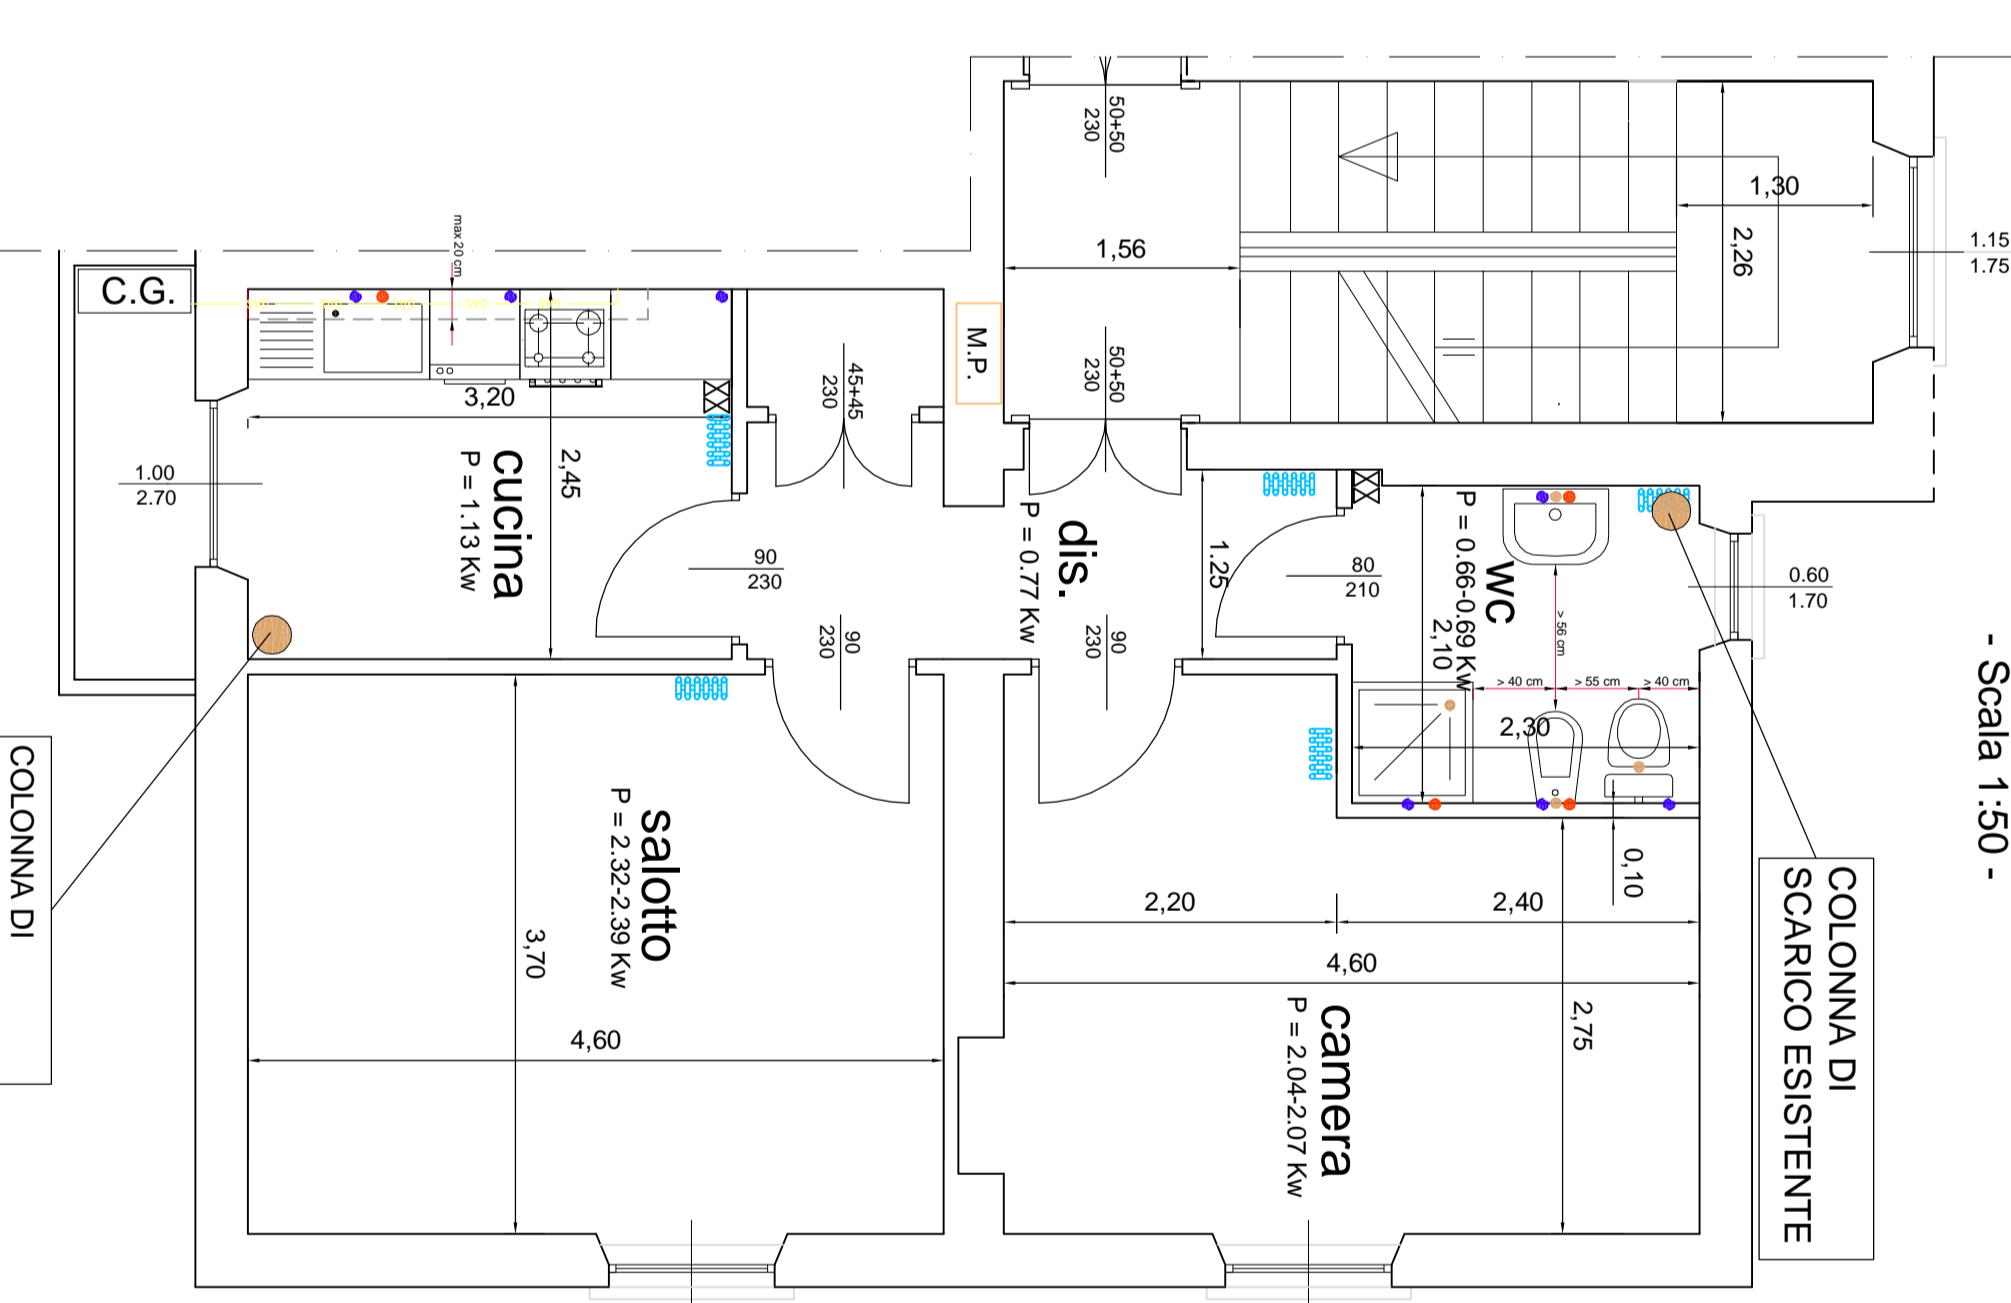 - Scala 1:50 -
50+50
230
1,30
2,26
1.15
1.75
1,56
max 20 cm
C.G.
GAS GAS GAS GAS GAS
M.P.
50+50
230
45+45
230
3,20
2,45
cucina
P = 1.13 Kw
1.00
2.70
90
230
dis.
P = 0.77 Kw
1.25
80
210
wc
P = 0.66-0.69 Kw
2,10
> 56 cm
0.60
1.70
90
230
90
230
> 40 cm
> 55 cm
> 40 cm
2,30
0,10
COLONNA DI
COLONNA DI
SCARICO ESISTENTE
salotto
P = 2.32-2.39 Kw
3,70
4,60
2,20
2,40
4,60
2,75
camera
P = 2.04-2.07 Kw